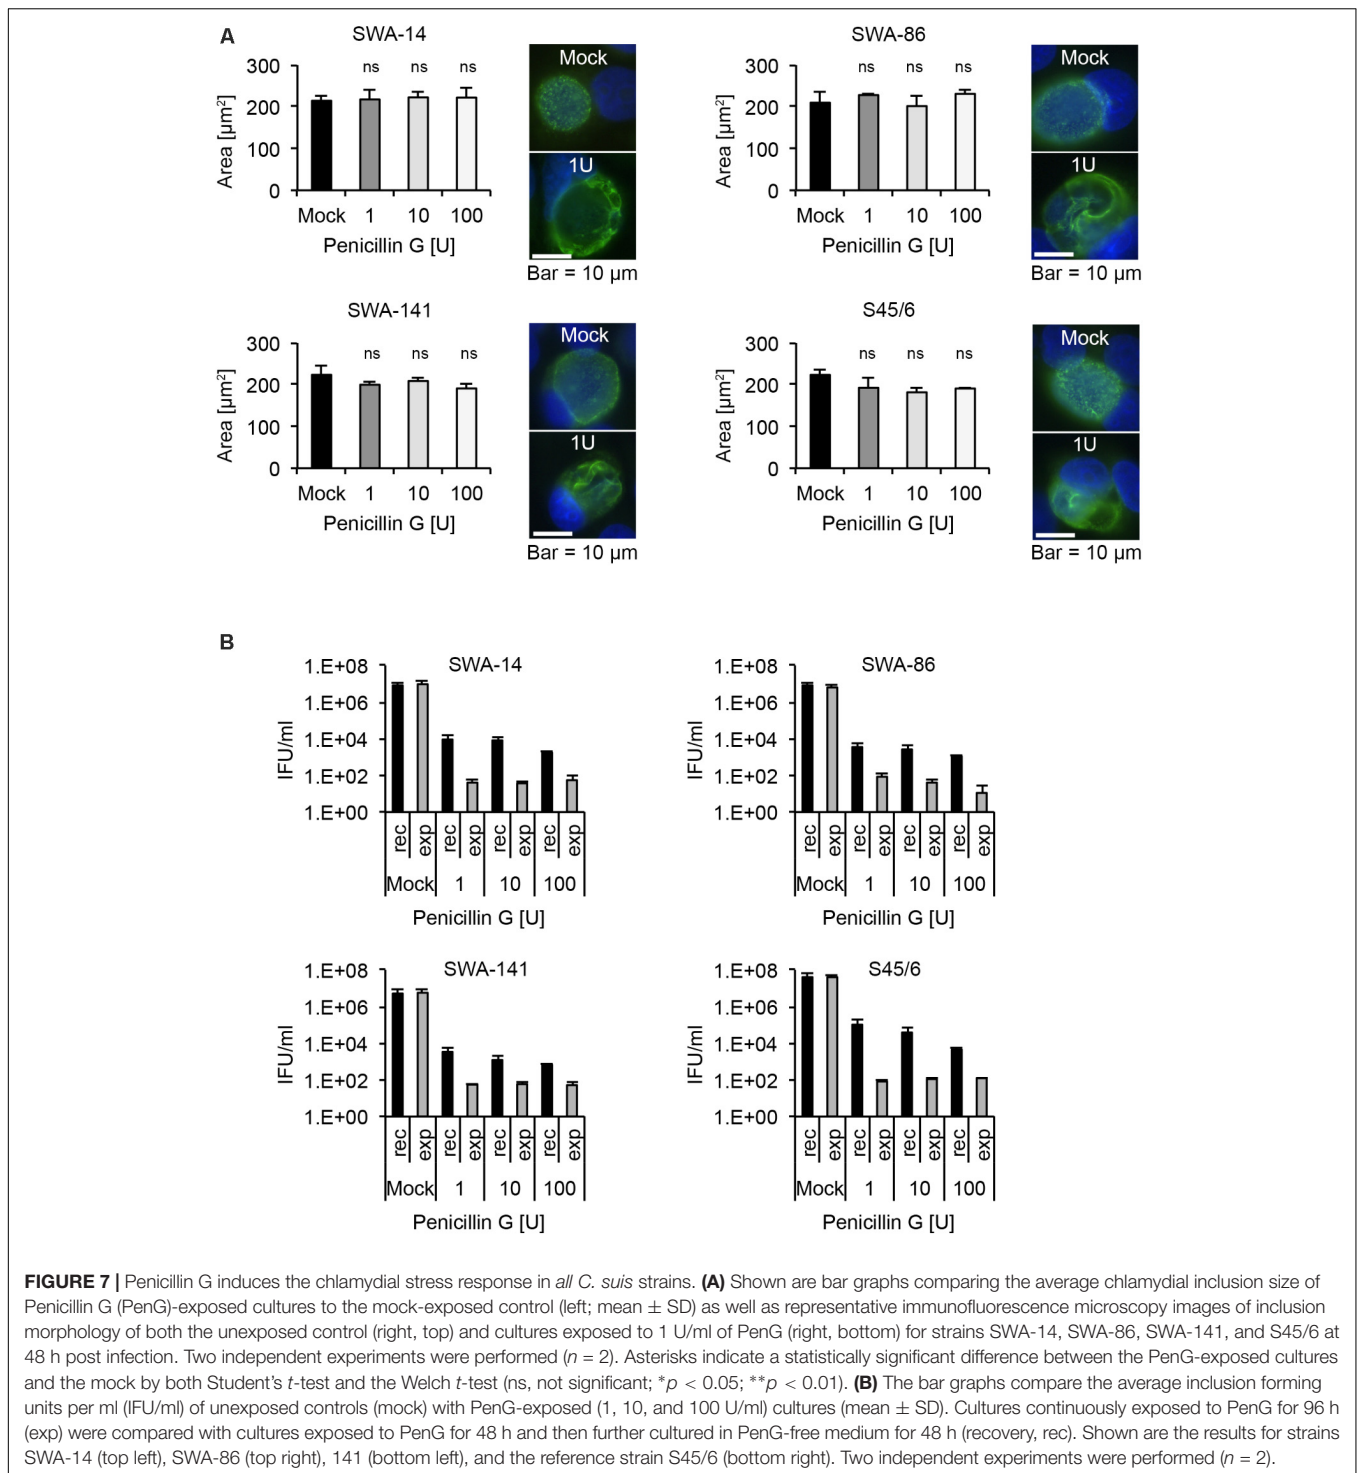 A
SWA-14
300
200
100
0
Area [µm²]
ns ns ns
Mock 1 10 100
Penicillin G [U]
Mock
1U
Bar = 10 µm
SWA-86
300
200
100
0
Area [µm²]
ns ns ns
Mock 1 10 100
Penicillin G [U]
Mock
1U
Bar = 10 µm
SWA-141
300
200
100
0
Area [µm²]
ns ns ns
Mock 1 10 100
Penicillin G [U]
Mock
1U
Bar = 10 µm
S45/6
300
200
100
0
Area [µm²]
ns ns ns
Mock 1 10 100
Penicillin G [U]
Mock
1U
Bar = 10 µm
B
SWA-14
1.E+08
1.E+06
1.E+04
1.E+02
1.E+00
IFU/ml
rec exp rec exp rec exp rec exp
Mock 1 10 100
Penicillin G [U]
SWA-86
1.E+08
1.E+06
1.E+04
1.E+02
1.E+00
IFU/ml
rec exp rec exp rec exp rec exp
Mock 1 10 100
Penicillin G [U]
SWA-141
1.E+08
1.E+06
1.E+04
1.E+02
1.E+00
IFU/ml
rec exp rec exp rec exp rec exp
Mock 1 10 100
Penicillin G [U]
S45/6
1.E+08
1.E+06
1.E+04
1.E+02
1.E+00
IFU/ml
rec exp rec exp rec exp rec exp
Mock 1 10 100
Penicillin G [U]
FIGURE 7 | Penicillin G induces the chlamydial stress response in all C. suis strains. (A) Shown are bar graphs comparing the average chlamydial inclusion size of
Penicillin G (PenG)-exposed cultures to the mock-exposed control (left; mean ± SD) as well as representative immunofluorescence microscopy images of inclusion
morphology of both the unexposed control (right, top) and cultures exposed to 1 U/ml of PenG (right, bottom) for strains SWA-14, SWA-86, SWA-141, and S45/6 at
48 h post infection. Two independent experiments were performed (n = 2). Asterisks indicate a statistically significant difference between the PenG-exposed cultures
and the mock by both Student's t-test and the Welch t-test (ns, not significant; *p < 0.05; **p < 0.01). (B) The bar graphs compare the average inclusion forming
units per ml (IFU/ml) of unexposed controls (mock) with PenG-exposed (1, 10, and 100 U/ml) cultures (mean ± SD). Cultures continuously exposed to PenG for 96 h
(exp) were compared with cultures exposed to PenG for 48 h and then further cultured in PenG-free medium for 48 h (recovery, rec). Shown are the results for strains
SWA-14 (top left), SWA-86 (top right), 141 (bottom left), and the reference strain S45/6 (bottom right). Two independent experiments were performed (n = 2).